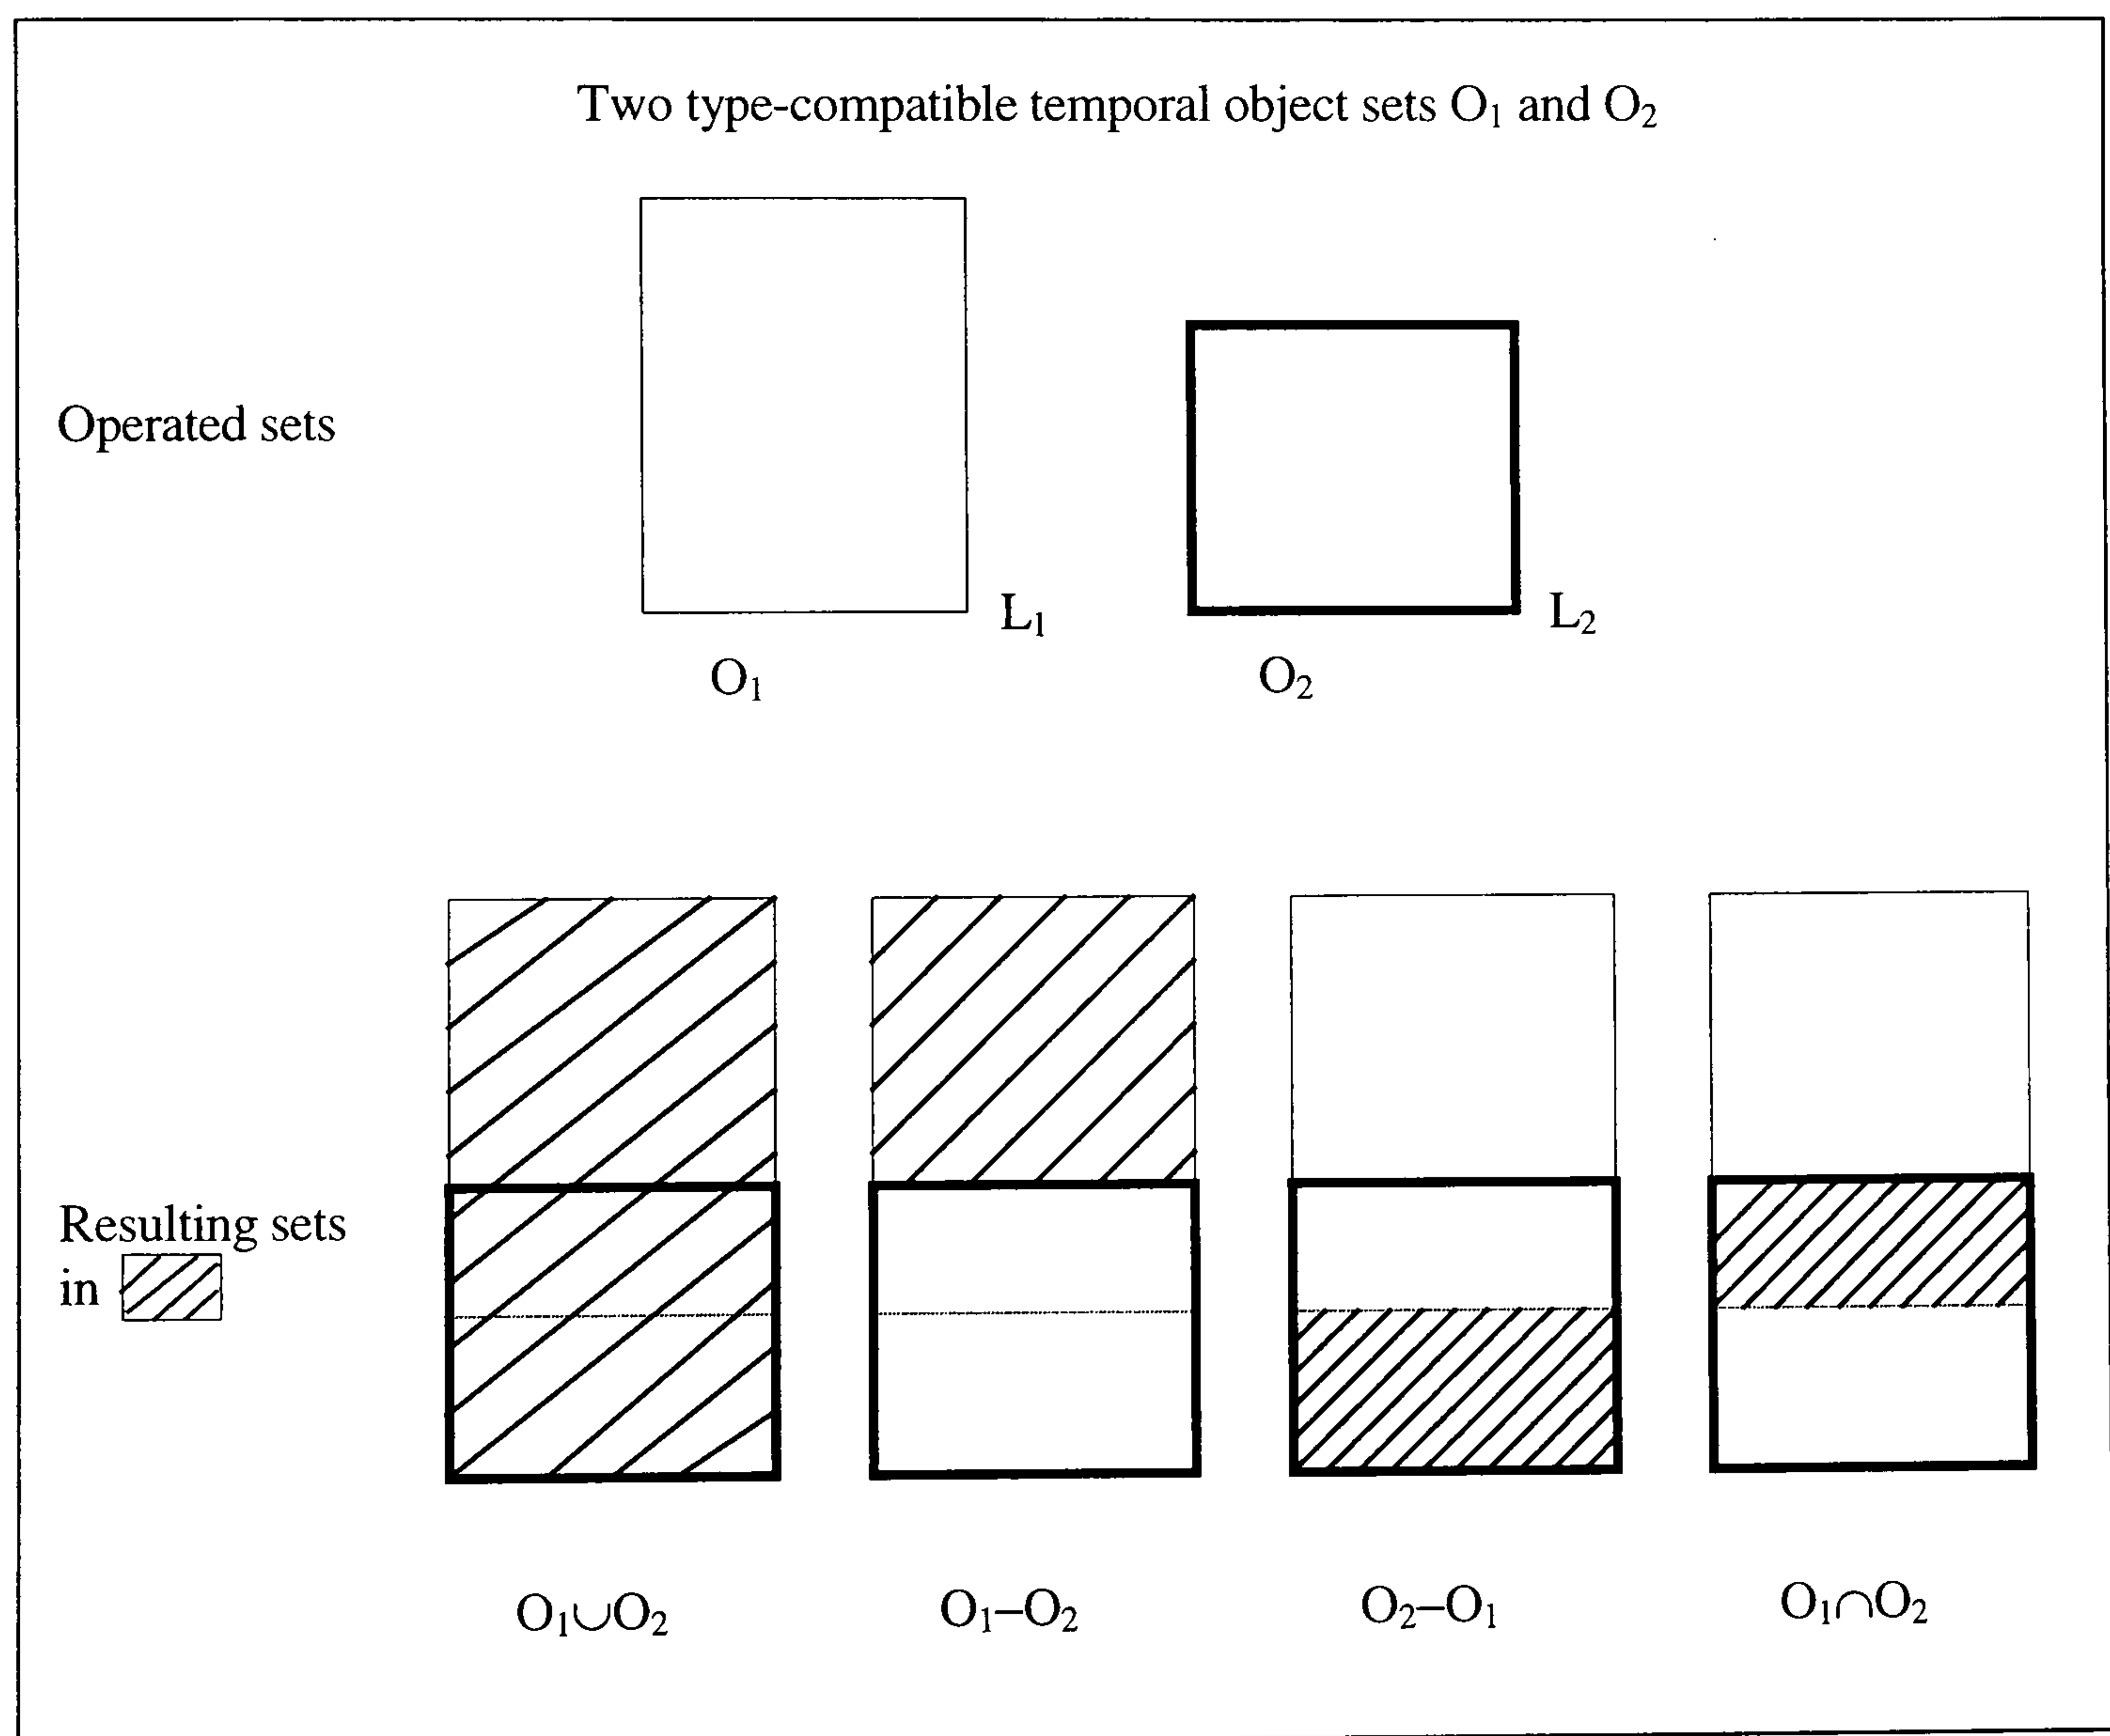 Two type-compatible temporal object sets O₁ and O₂
Operated sets
L₁
L₂
O₁
O₂
Resulting sets
in
O₁∪O₂
O₁–O₂
O₂–O₁
O₁∩O₂